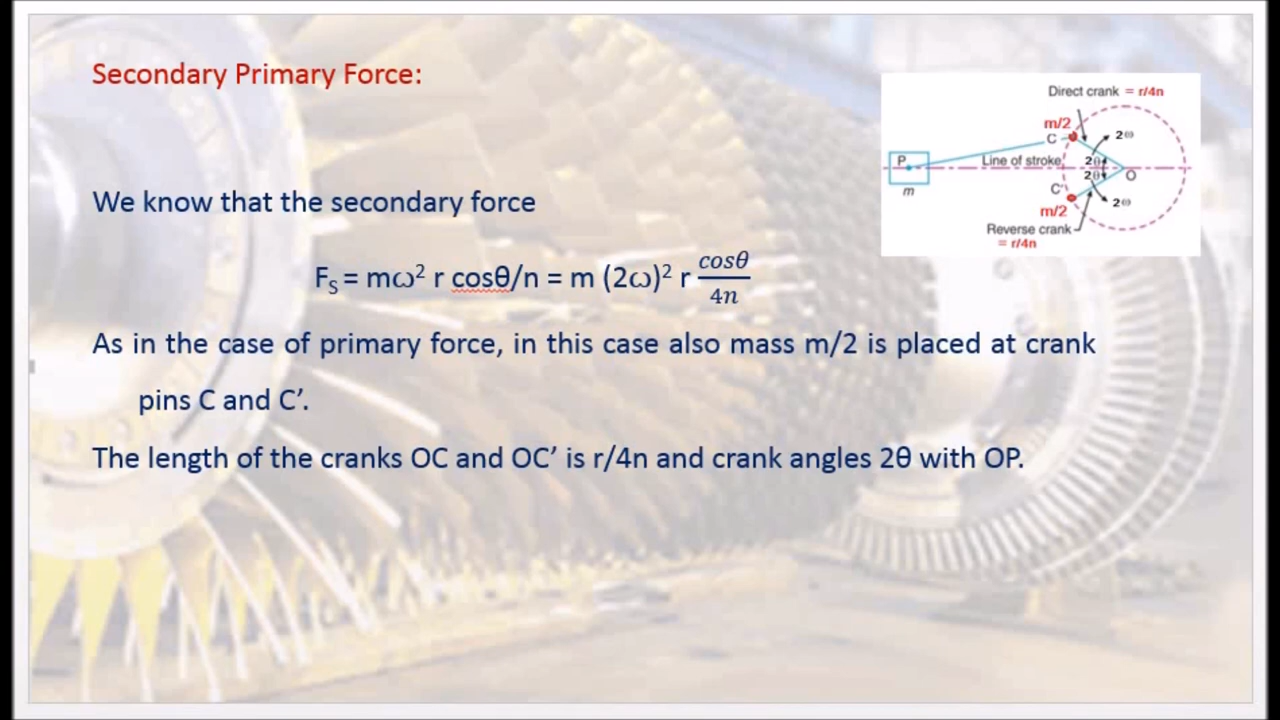 Secondary Primary Force:
Direct crank = r/4n
m/2
C
2ω
P
Line of stroke
2θ
2θ
O
m
C'
2ω
m/2
Reverse crank
= r/4n
We know that the secondary force
Fₛ = mω² r cosθ/n = m (2ω)² r cosθ/4n
As in the case of primary force, in this case also mass m/2 is placed at crank
pins C and C’.
The length of the cranks OC and OC’ is r/4n and crank angles 2θ with OP.